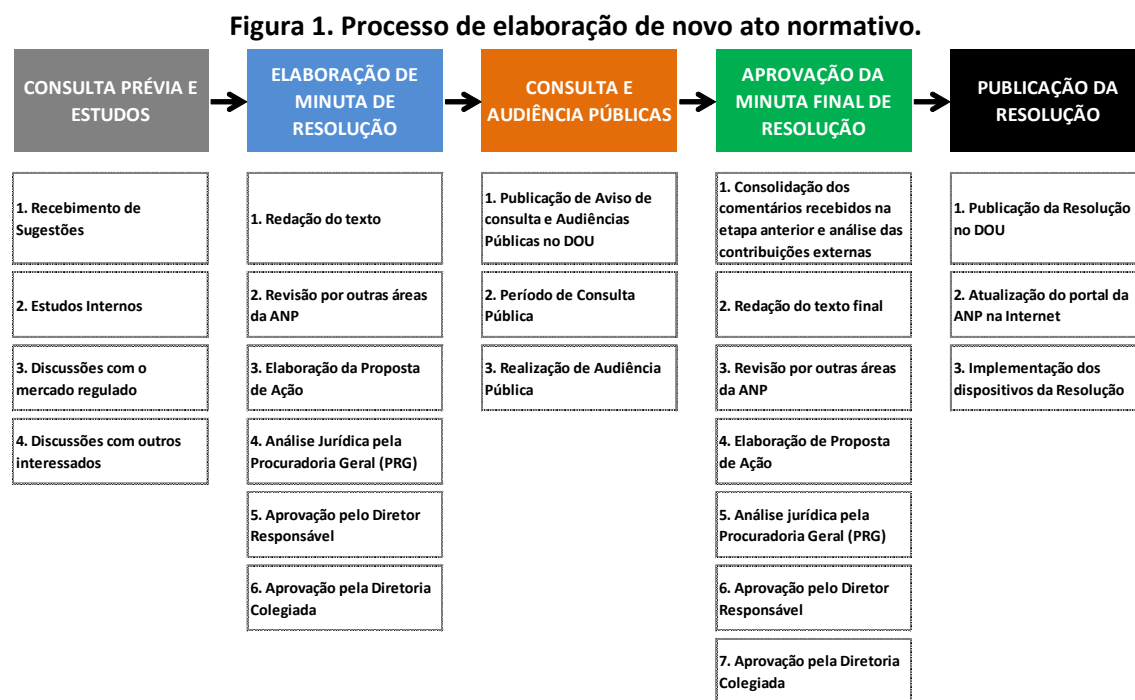 Figura 1. Processo de elaboração de novo ato normativo.
CONSULTA PRÉVIA E
ESTUDOS
1. Recebimento de
Sugestões
2. Estudos Internos
3. Discussões com o
mercado regulado
4. Discussões com outros
interessados
ELABORAÇÃO DE
MINUTA DE
RESOLUÇÃO
1. Redação do texto
2. Revisão por outras áreas
da ANP
3. Elaboração da Proposta
de Ação
4. Análise Jurídica pela
Procuradoria Geral (PRG)
5. Aprovação pelo Diretor
Responsável
6. Aprovação pela Diretoria
Colegiada
CONSULTA E
AUDIÊNCIA PÚBLICAS
1. Publicação de Aviso de
consulta e Audiências
Públicas no DOU
2. Período de Consulta
Pública
3. Realização de Audiência
Pública
APROVAÇÃO DA
MINUTA FINAL DE
RESOLUÇÃO
1. Consolidação dos
comentários recebidos na
etapa anterior e análise das
contribuições externas
2. Redação do texto final
3. Revisão por outras áreas
da ANP
4. Elaboração de Proposta
de Ação
5. Análise jurídica pela
Procuradoria Geral (PRG)
6. Aprovação pelo Diretor
Responsável
7. Aprovação pela Diretoria
Colegiada
PUBLICAÇÃO DA
RESOLUÇÃO
1. Publicação da Resolução
no DOU
2. Atualização do portal da
ANP na Internet
3. Implementação dos
dispositivos da Resolução